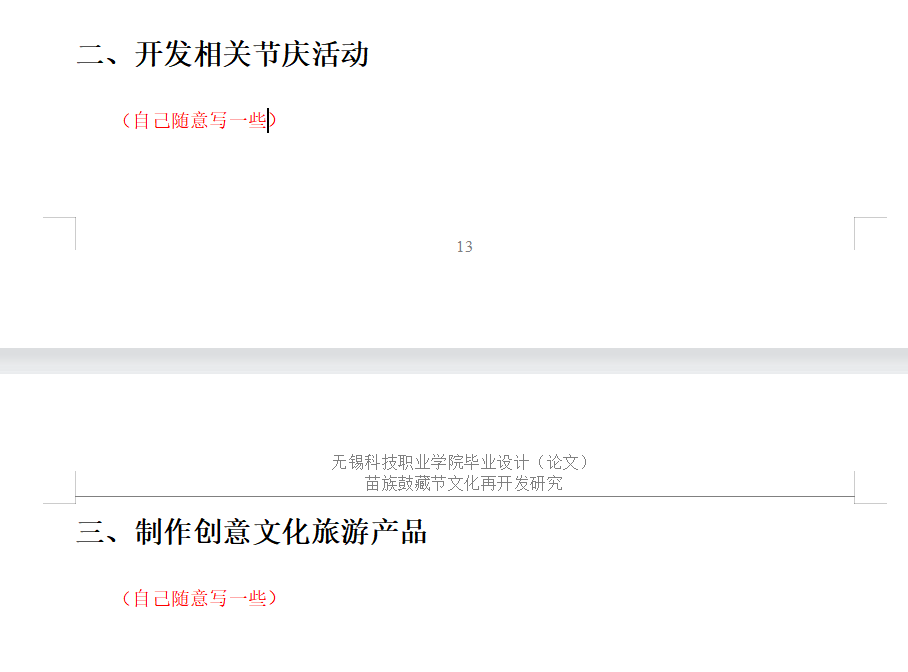 二、开发相关节庆活动
（自己随意写一些）
13
无锡科技职业学院毕业设计（论文）
苗族鼓藏节文化再开发研究
三、制作创意文化旅游产品
（自己随意写一些）